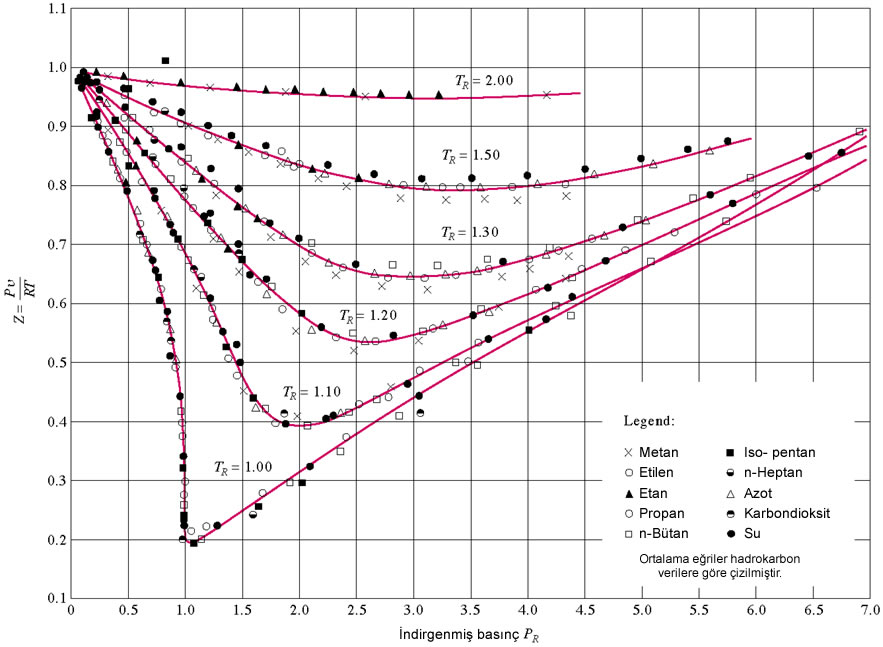 1.1
1.0
0.9
0.8
0.7
0.6
0.5
0.4
0.3
0.2
0.1
Z = Pυ / RT
T_R = 2.00
T_R = 1.50
T_R = 1.30
T_R = 1.20
T_R = 1.10
T_R = 1.00
Legend:
Metan
Etilen
Etan
Propan
n-Bütan
Iso- pentan
n-Heptan
Azot
Karbondioksit
Su
Ortalama eğriler hadrokarbon
verilere göre çizilmiştir.
0 0.5 1.0 1.5 2.0 2.5 3.0 3.5 4.0 4.5 5.0 5.5 6.0 6.5 7.0
İndirgenmiş basınç P_R